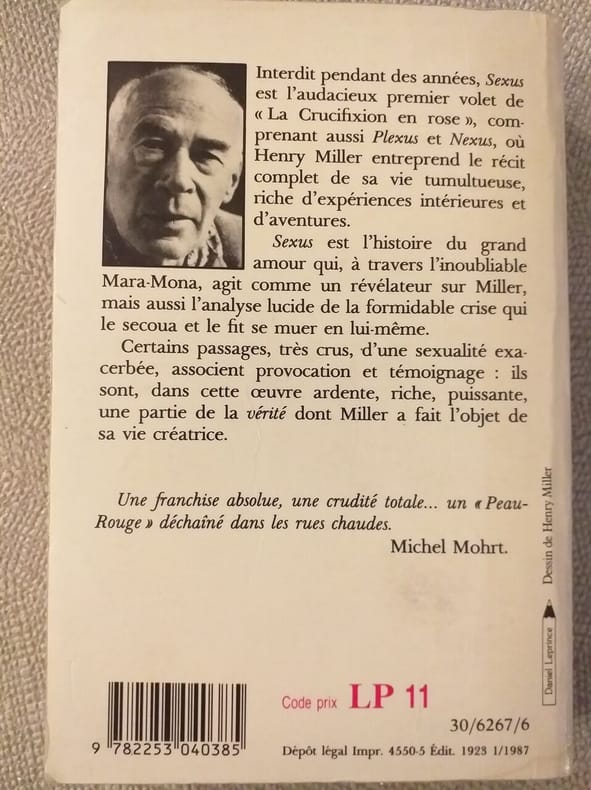 Interdit pendant des années, Sexus
est l'audacieux premier volet de
« La Crucifixion en rose », com-
prenant aussi Plexus et Nexus, où
Henry Miller entreprend le récit
complet de sa vie tumultueuse,
riche d'expériences intérieures et
d'aventures.
Sexus est l'histoire du grand
amour qui, à travers l'inoubliable
Mara-Mona, agit comme un révélateur sur Miller,
mais aussi l'analyse lucide de la formidable crise qui
le secoua et le fit se muer en lui-même.
Certains passages, très crus, d'une sexualité exa-
cerbée, associent provocation et témoignage : ils
sont, dans cette œuvre ardente, riche, puissante,
une partie de la vérité dont Miller a fait l'objet de
sa vie créatrice.
Une franchise absolue, une crudité totale... un « Peau-
Rouge » déchaîné dans les rues chaudes.
Michel Mohrt.
Daniel Leprince
Dessin de Henry Miller
Code prix LP 11
30/6267/6
9 782253 040385
Dépôt légal Impr. 4550-5 Édit. 1923 1/1987